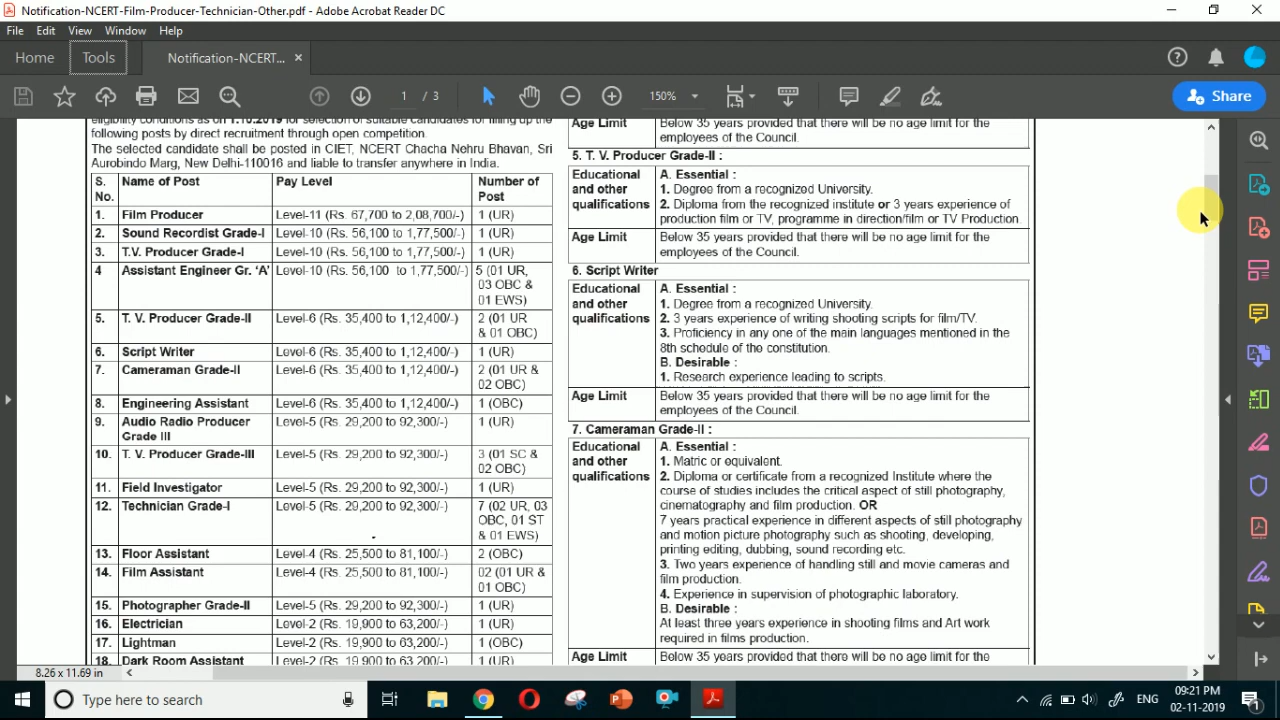 Notification-NCERT-Film-Producer-Technician-Other.pdf - Adobe Acrobat Reader DC
File Edit View Window Help
Home Tools Notification-NCERT... ×
1 / 3 150% Share
eligibility conditions as on 1.10.2019 for selection of suitable candidates for filling up the
following posts by direct recruitment through open competition.
The selected candidate shall be posted in CIET, NCERT Chacha Nehru Bhavan, Sri
Aurobindo Marg, New Delhi-110016 and liable to transfer anywhere in India.
S. No. Name of Post Pay Level Number of Post
1. Film Producer Level-11 (Rs. 67,700 to 2,08,700/-) 1 (UR)
2. Sound Recordist Grade-I Level-10 (Rs. 56,100 to 1,77,500/-) 1 (UR)
3. T.V. Producer Grade-I Level-10 (Rs. 56,100 to 1,77,500/-) 1 (UR)
4 Assistant Engineer Gr. ‘A’ Level-10 (Rs. 56,100 to 1,77,500/-) 5 (01 UR,
03 OBC &
01 EWS)
5. T. V. Producer Grade-II Level-6 (Rs. 35,400 to 1,12,400/-) 2 (01 UR
& 01 OBC)
6. Script Writer Level-6 (Rs. 35,400 to 1,12,400/-) 1 (UR)
7. Cameraman Grade-II Level-6 (Rs. 35,400 to 1,12,400/-) 2 (01 UR &
02 OBC)
8. Engineering Assistant Level-6 (Rs. 35,400 to 1,12,400/-) 1 (OBC)
9. Audio Radio Producer Level-5 (Rs. 29,200 to 92,300/-) 1 (UR)
Grade III
10. T. V. Producer Grade-III Level-5 (Rs. 29,200 to 92,300/-) 3 (01 SC &
02 OBC)
11. Field Investigator Level-5 (Rs. 29,200 to 92,300/-) 1 (UR)
12. Technician Grade-I Level-5 (Rs. 29,200 to 92,300/-) 7 (02 UR, 03
OBC, 01 ST
& 01 EWS)
13. Floor Assistant Level-4 (Rs. 25,500 to 81,100/-) 2 (OBC)
14. Film Assistant Level-4 (Rs. 25,500 to 81,100/-) 02 (01 UR &
01 OBC)
15. Photographer Grade-II Level-5 (Rs. 29,200 to 92,300/-) 1 (UR)
16. Electrician Level-2 (Rs. 19,900 to 63,200/-) 1 (UR)
17. Lightman Level-2 (Rs. 19,900 to 63,200/-) 1 (OBC)
18. Dark Room Assistant Level-2 (Rs. 19,900 to 63,200/-) 1 (UR)
Age Limit Below 35 years provided that there will be no age limit for the
employees of the Council.
5. T. V. Producer Grade-II :
Educational A. Essential :
and other 1. Degree from a recognized University.
qualifications 2. Diploma from the recognized institute or 3 years experience of
production film or TV, programme in direction/film or TV Production.
Age Limit Below 35 years provided that there will be no age limit for the
employees of the Council.
6. Script Writer
Educational A. Essential :
and other 1. Degree from a recognized University.
qualifications 2. 3 years experience of writing shooting scripts for film/TV.
3. Proficiency in any one of the main languages mentioned in the
8th schedule of the constitution.
B. Desirable :
1. Research experience leading to scripts.
Age Limit Below 35 years provided that there will be no age limit for the
employees of the Council.
7. Cameraman Grade-II :
Educational A. Essential :
and other 1. Matric or equivalent.
qualifications 2. Diploma or certificate from a recognized Institute where the
course of studies includes the critical aspect of still photography,
cinematography and film production. OR
7 years practical experience in different aspects of still photography
and motion picture photography such as shooting, developing,
printing editing, dubbing, sound recording etc.
3. Two years experience of handling still and movie cameras and
film production.
4. Experience in supervision of photographic laboratory.
B. Desirable :
At least three years experience in shooting films and Art work
required in films production.
Age Limit Below 35 years provided that there will be no age limit for the
8.26 x 11.69 in
Type here to search
ENG 09:21 PM
02-11-2019 1